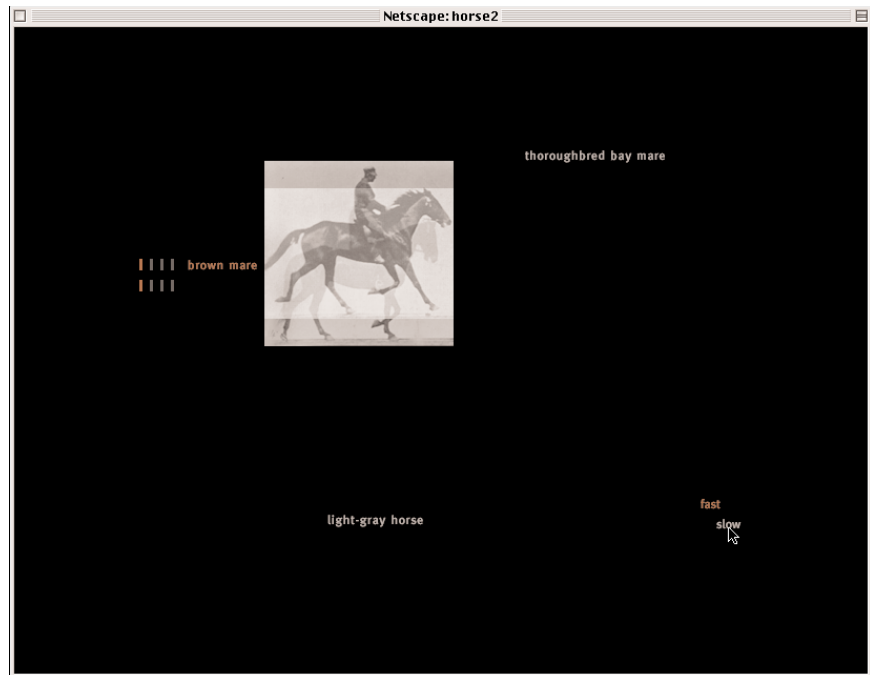 Netscape: horse2
thoroughbred bay mare
brown mare
light-gray horse
fast
slow